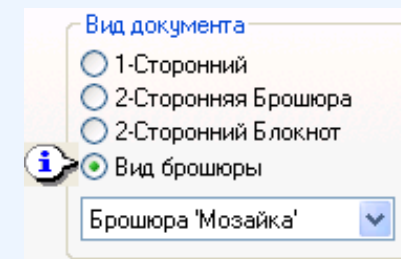 Вид документа
1-Сторонний
2-Сторонняя Брошюра
2-Сторонний Блокнот
Вид брошюры
Брошюра 'Мозайка'